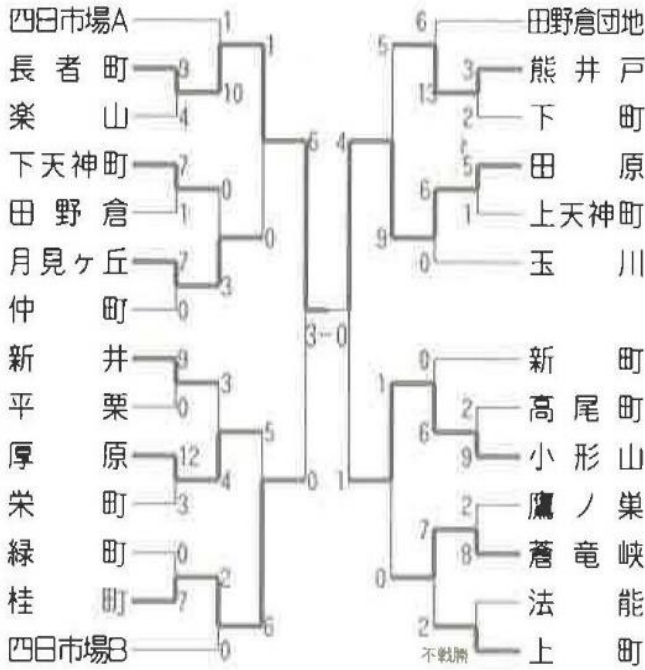 四日市場A 1
長者町 9
10
楽山 4
1
下天神町 7
0
田野倉 1
0
月見ヶ丘 7
3
仲町 0
6
新井 9
3
平栗 0
5
厚原 12
4
栄町 3
0
緑町 0
2
桂町 7
6
四日市場B 0
3-0
6 田野倉団地
5
3 熊井戸
13
2 下町
4
5 田原
6
1 上天神町
9
0 玉川
0 新町
1
2 高尾町
6
9 小形山
1
2 鷹ノ巣
7
8 蒼竜峡
0
法能
2
不戦勝 上町